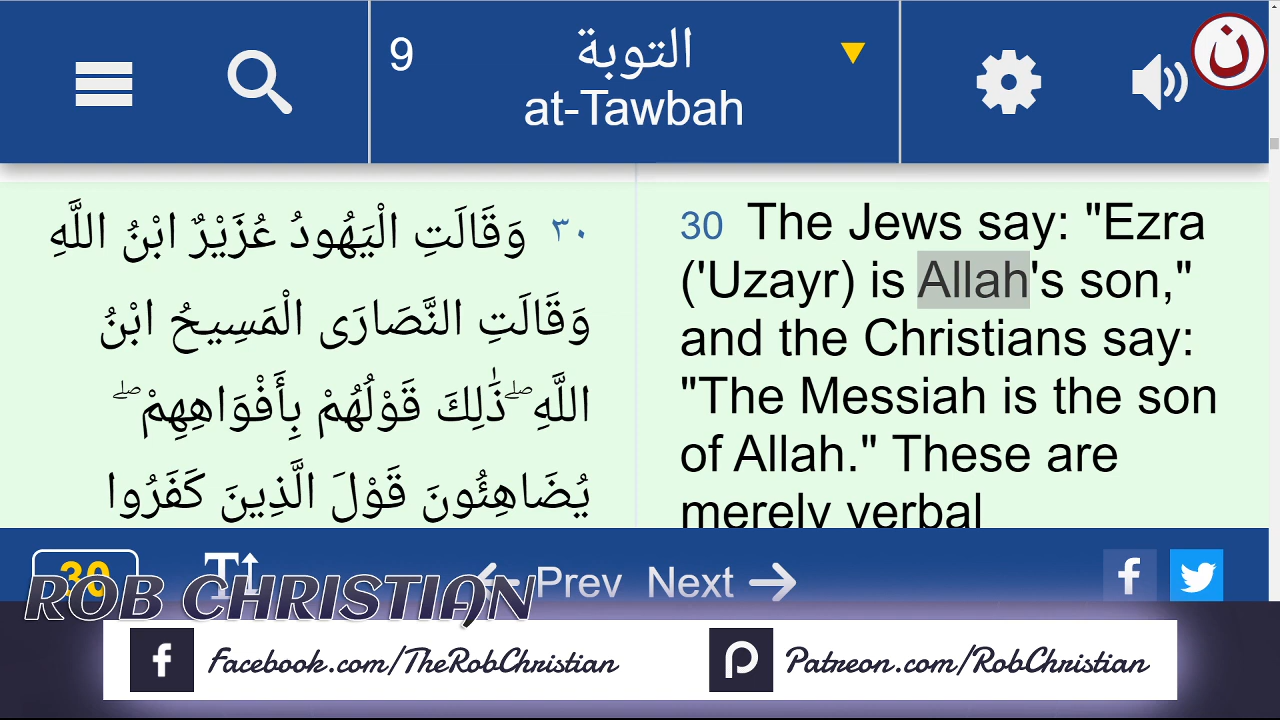 9
التوبة
at-Tawbah
ن
٣٠ وَقَالَتِ الْيَهُودُ عُزَيْرٌ ابْنُ اللَّهِ
وَقَالَتِ النَّصَارَى الْمَسِيحُ ابْنُ
اللَّهِ ۖ ذَٰلِكَ قَوْلُهُمْ بِأَفْوَاهِهِمْ ۖ
يُضَاهِئُونَ قَوْلَ الَّذِينَ كَفَرُوا
30 The Jews say: "Ezra
('Uzayr) is Allah's son,"
and the Christians say:
"The Messiah is the son
of Allah." These are
merely verbal
30
T
Prev Next
f
ROB CHRISTIAN
f Facebook.com/TheRobChristian
Patreon.com/RobChristian